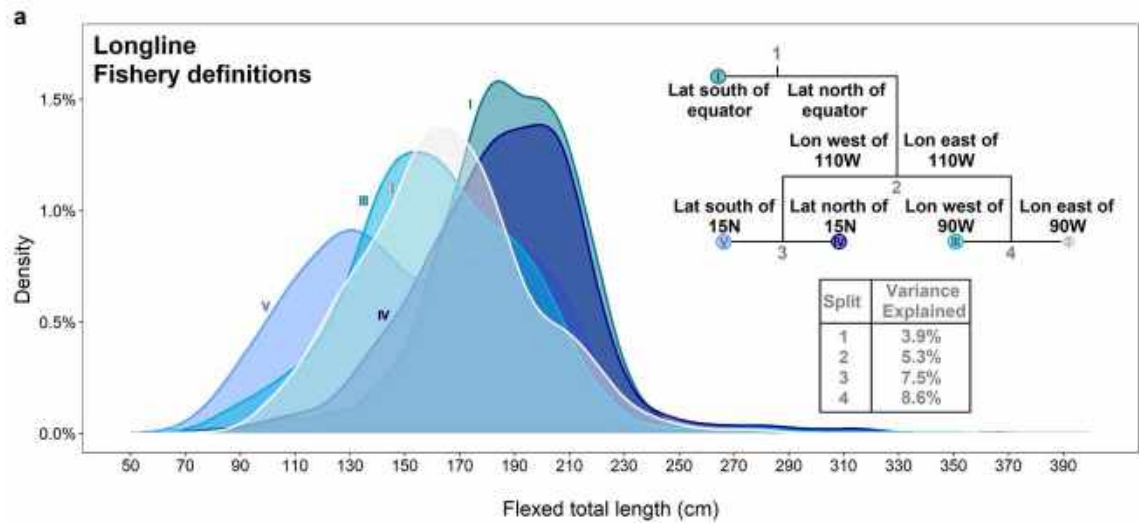 a
Longline
Fishery definitions
1.5%
1.0%
0.5%
0.0%
Density
I
III
I
V
IV
1
I
Lat south of
equator
Lat north of
equator
Lon west of
110W
Lon east of
110W
2
Lat south of
15N
Lat north of
15N
Lon west of
90W
Lon east of
90W
V
IV
3
4
Split
Variance
Explained
1 3.9%
2 5.3%
3 7.5%
4 8.6%
50 70 90 110 130 150 170 190 210 230 250 270 290 310 330 350 370 390
Flexed total length (cm)